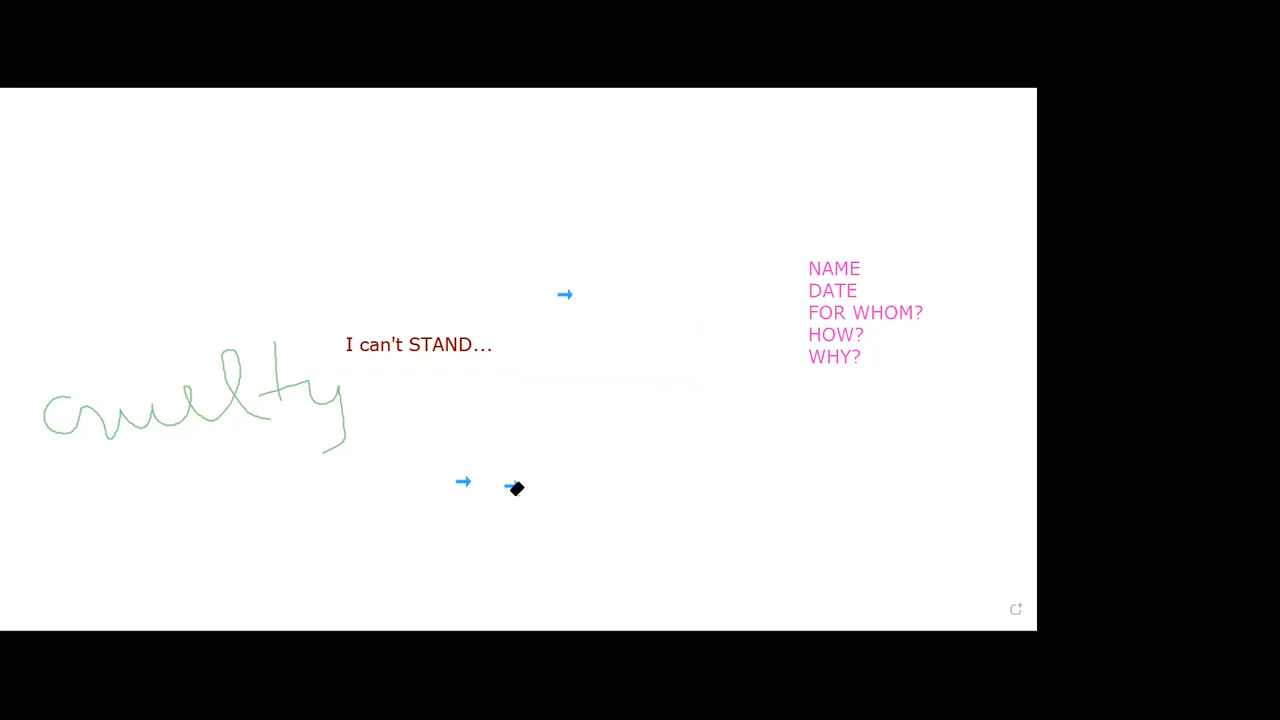 NAME
DATE
FOR WHOM?
HOW?
WHY?
I can't STAND...
cruelty